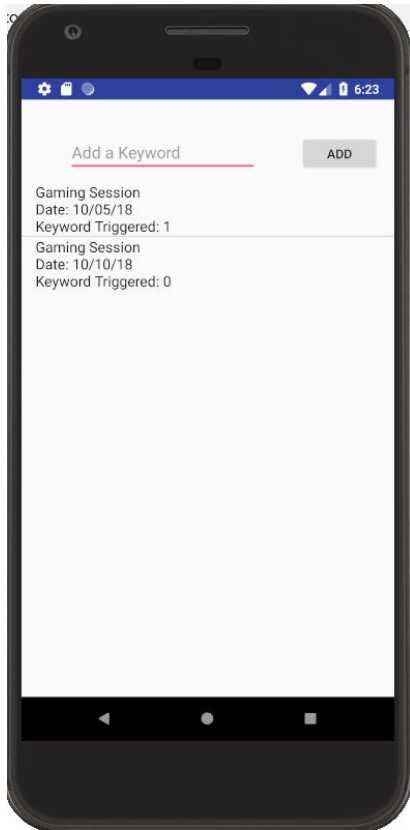 6:23
Add a Keyword
ADD
Gaming Session
Date: 10/05/18
Keyword Triggered: 1
Gaming Session
Date: 10/10/18
Keyword Triggered: 0